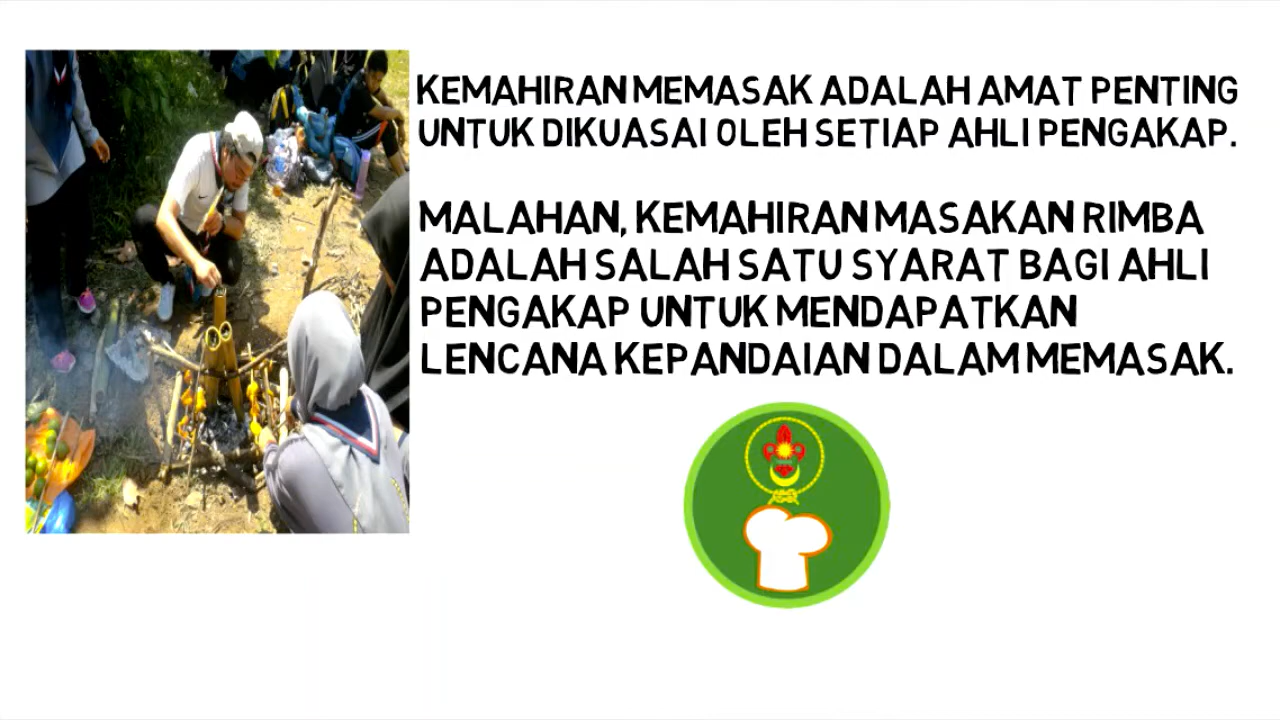 KEMAHIRAN MEMASAK ADALAH AMAT PENTING
UNTUK DIKUASAI OLEH SETIAP AHLI PENGAKAP.
MALAHAN, KEMAHIRAN MASAKAN RIMBA
ADALAH SALAH SATU SYARAT BAGI AHLI
PENGAKAP UNTUK MENDAPATKAN
LENCANA KEPANDAIAN DALAM MEMASAK.